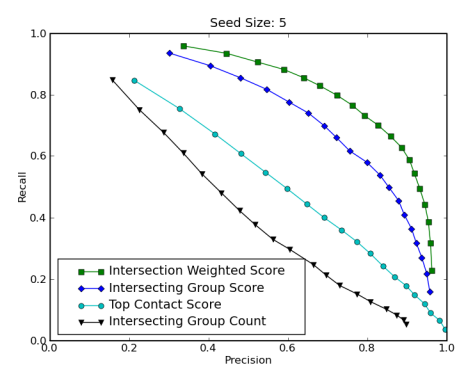 Seed Size: 5
1.0
0.8
0.6
0.4
0.2
0.0
Recall
Intersection Weighted Score
Intersecting Group Score
Top Contact Score
Intersecting Group Count
0.0 0.2 0.4 0.6 0.8 1.0
Precision